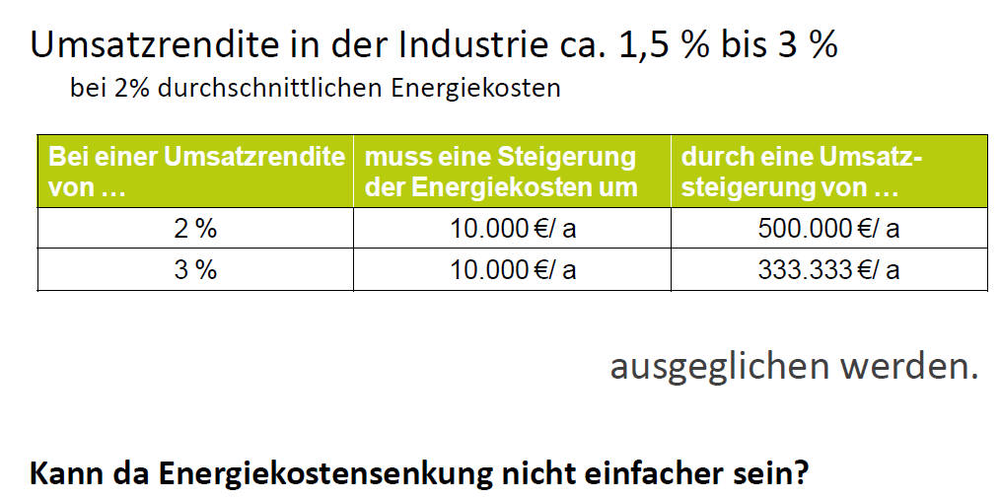 Umsatzrendite in der Industrie ca. 1,5 % bis 3 %
bei 2% durchschnittlichen Energiekosten
Bei einer Umsatzrendite von …
muss eine Steigerung der Energiekosten um
durch eine Umsatz-
steigerung von …
2 %
10.000 €/ a
500.000 €/ a
3 %
10.000 €/ a
333.333 €/ a
ausgeglichen werden.
Kann da Energiekostensenkung nicht einfacher sein?